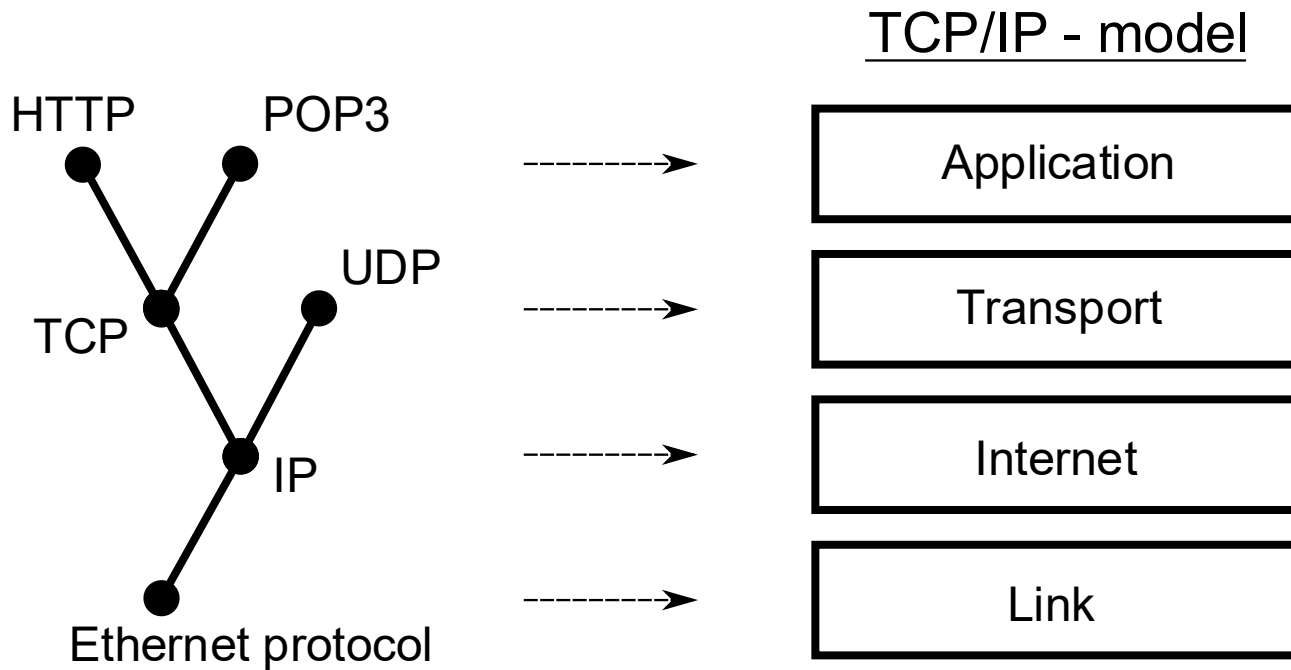 TCP/IP - model
HTTP
POP3
Application
UDP
TCP
Transport
IP
Internet
Ethernet protocol
Link